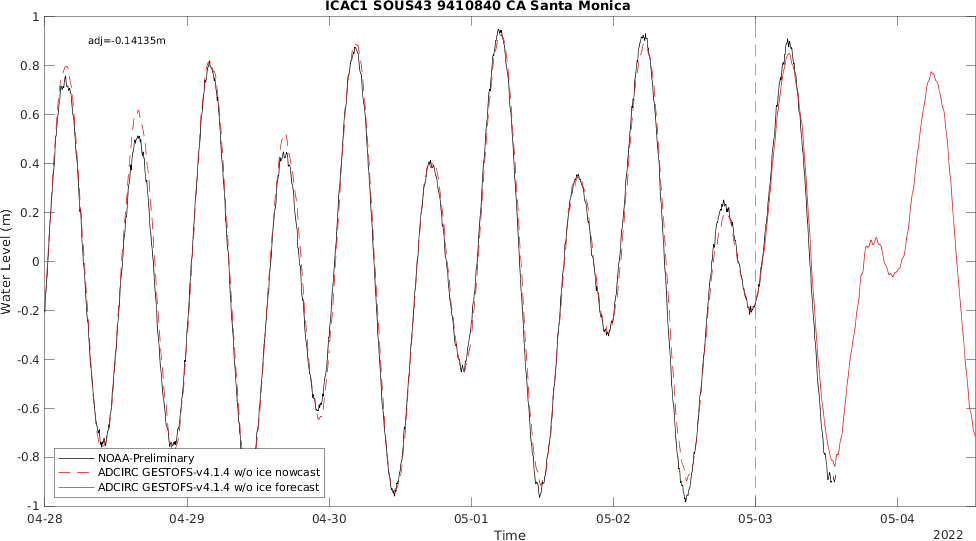 ICAC1 SOUS43 9410840 CA Santa Monica
adj=-0.14135m
Water Level (m)
1
0.8
0.6
0.4
0.2
0
-0.2
-0.4
-0.6
-0.8
-1
NOAA-Preliminary
ADCIRC GESTOFS-v4.1.4 w/o ice nowcast
ADCIRC GESTOFS-v4.1.4 w/o ice forecast
04-28 04-29 04-30 05-01 05-02 05-03 05-04
Time
2022